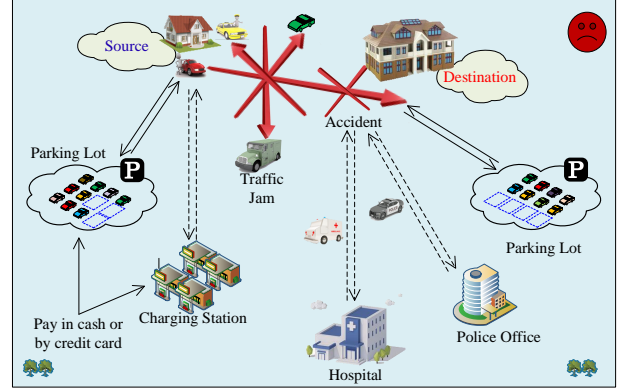 Source
Destination
Accident
Parking Lot
P
Traffic
Jam
P
Parking Lot
Charging Station
Pay in cash or
by credit card
Police Office
Hospital